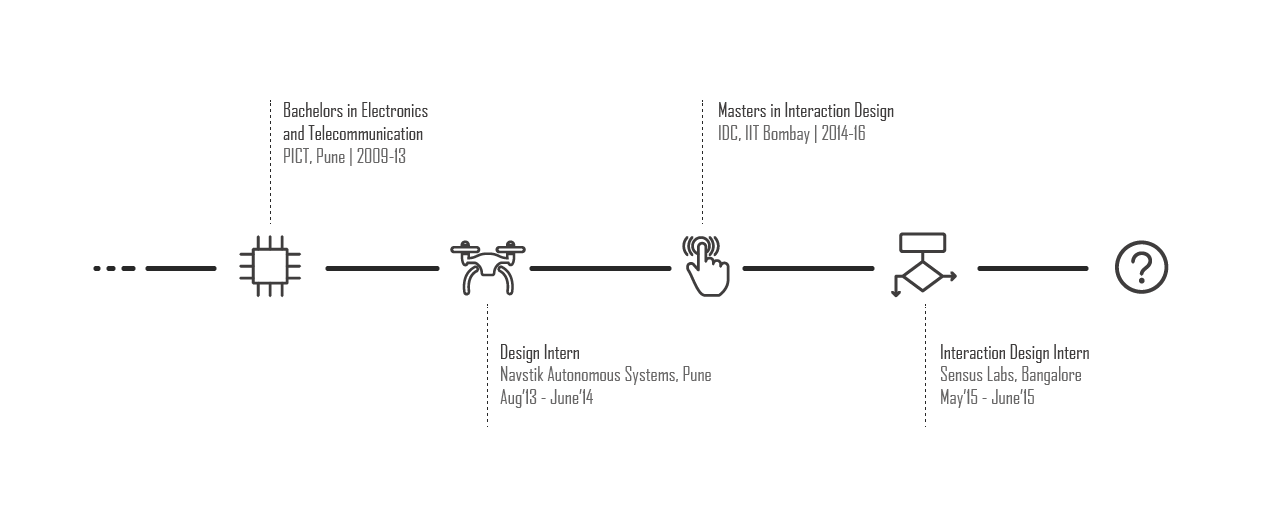 Bachelors in Electronics
and Telecommunication
PICT, Pune | 2009-13
Masters in Interaction Design
IDC, IIT Bombay | 2014-16
?
Design Intern
Navstik Autonomous Systems, Pune
Aug'13 - June'14
Interaction Design Intern
Sensus Labs, Bangalore
May'15 - June'15